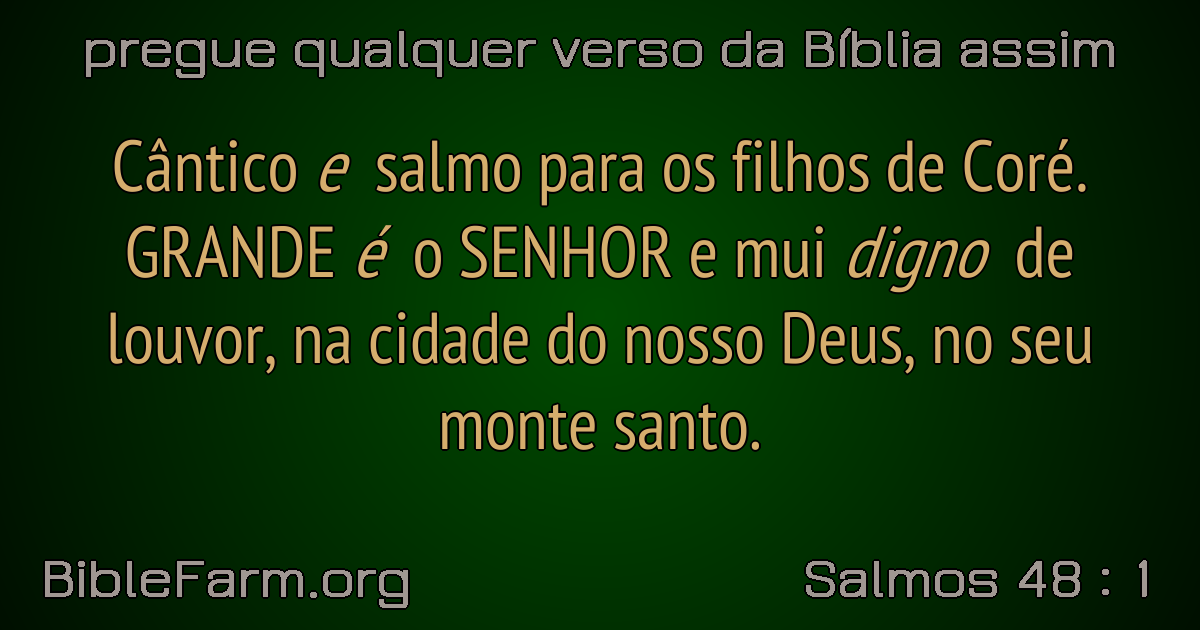 pregue qualquer verso da Bíblia assim
Cântico e salmo para os filhos de Coré.
GRANDE é o SENHOR e mui digno de
louvor, na cidade do nosso Deus, no seu
monte santo.
BibleFarm.org
Salmos 48 : 1